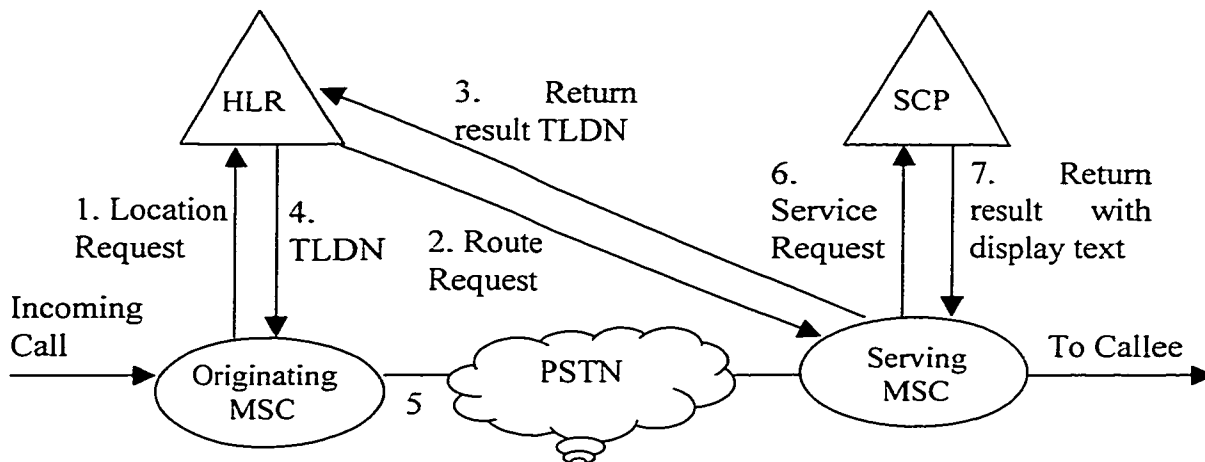 HLR
3. Return
result TLDN
SCP
1. Location
Request
4.
TLDN
2. Route
Request
6.
Service
Request
7. Return
result with
display text
Incoming
Call
Originating
MSC
5
PSTN
Serving
MSC
To Callee